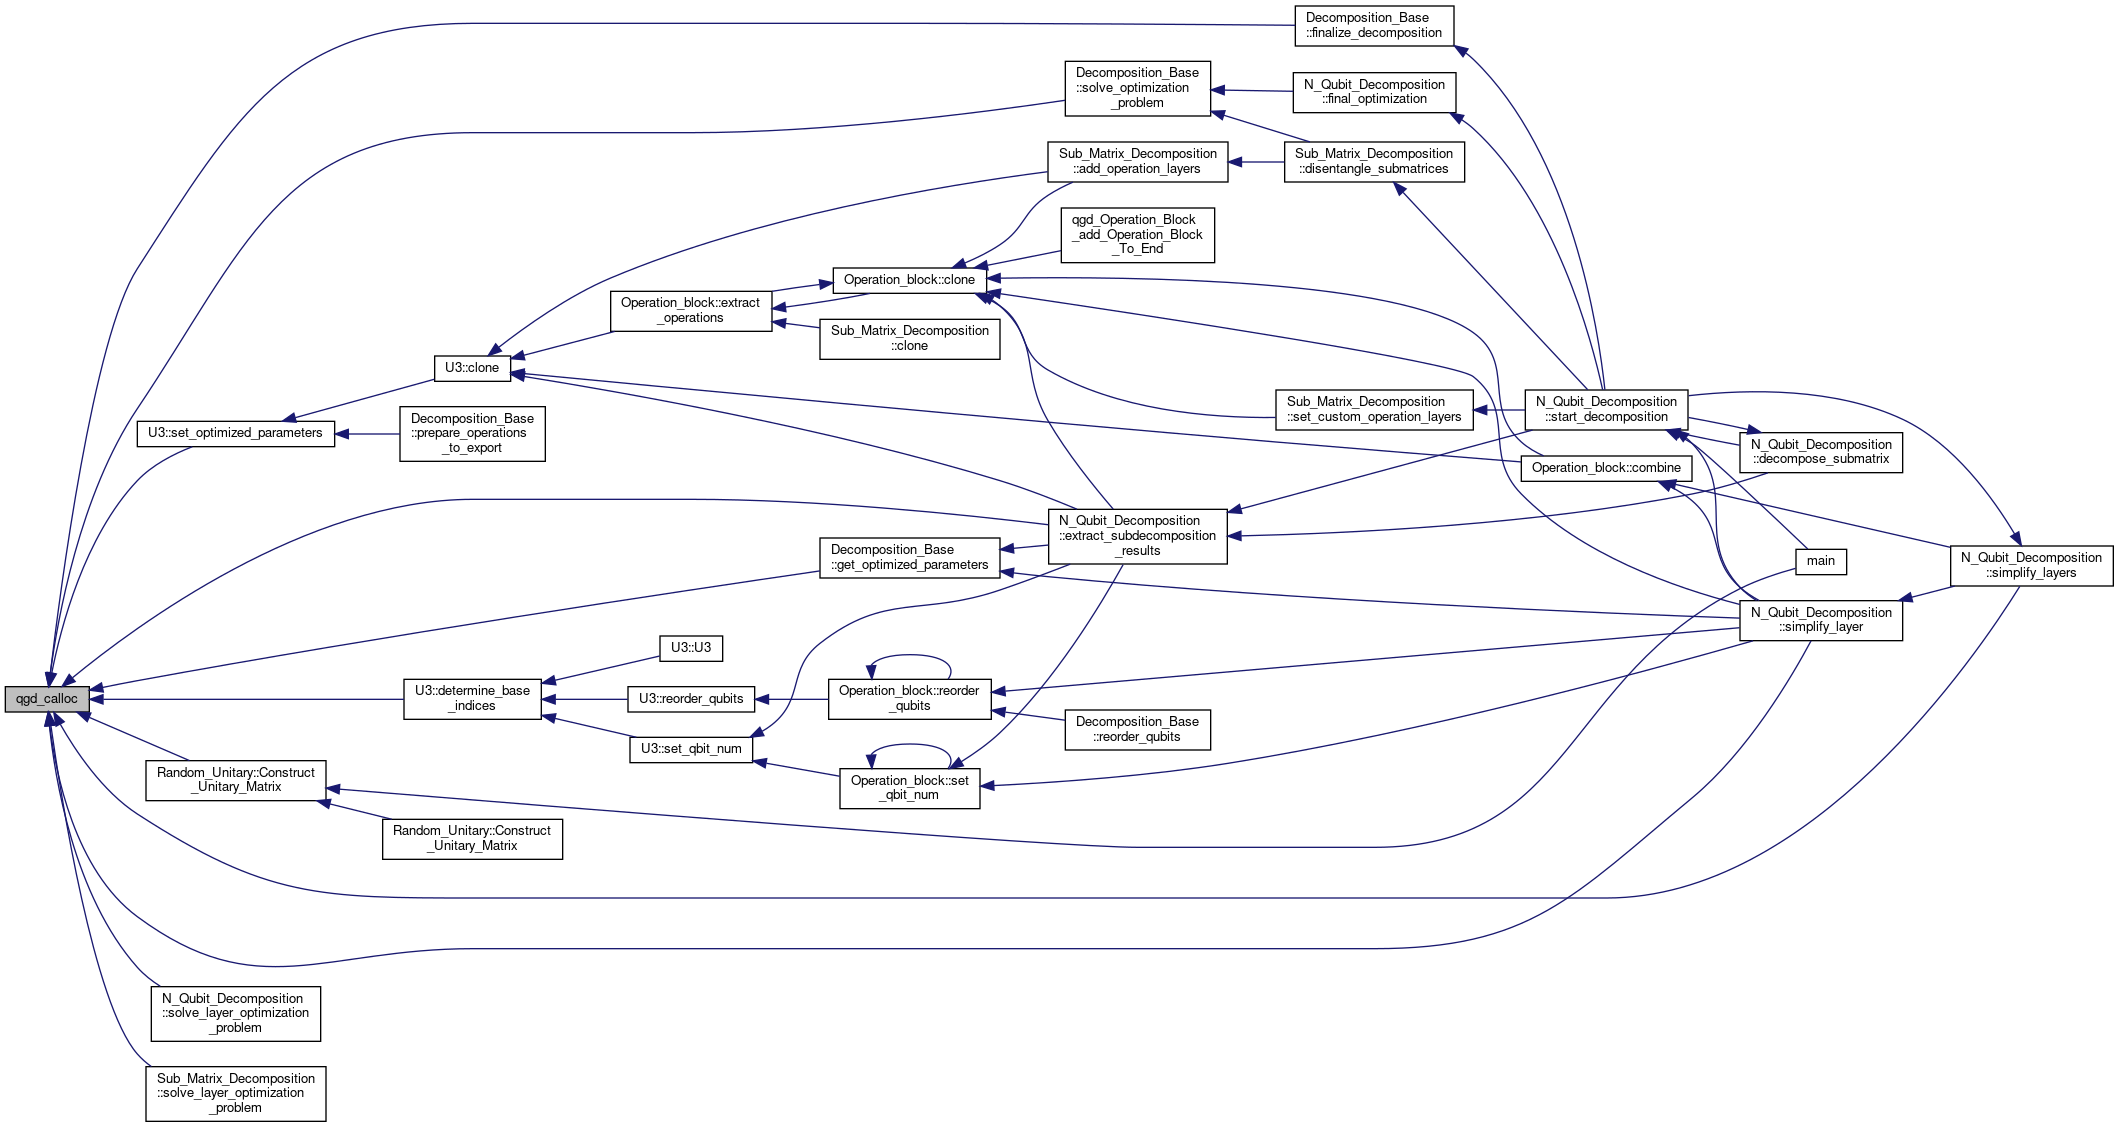 Decomposition_Base
::finalize_decomposition
Decomposition_Base
::solve_optimization
_problem
N_Qubit_Decomposition
::final_optimization
Sub_Matrix_Decomposition
::add_operation_layers
Sub_Matrix_Decomposition
::disentangle_submatrices
qgd_Operation_Block
_add_Operation_Block
_To_End
Operation_block::clone
Operation_block::extract
_operations
Sub_Matrix_Decomposition
::clone
U3::clone
Sub_Matrix_Decomposition
::set_custom_operation_layers
N_Qubit_Decomposition
::start_decomposition
U3::set_optimized_parameters
Decomposition_Base
::prepare_operations
_to_export
N_Qubit_Decomposition
::decompose_submatrix
Operation_block::combine
N_Qubit_Decomposition
::extract_subdecomposition
_results
Decomposition_Base
::get_optimized_parameters
main
N_Qubit_Decomposition
::simplify_layers
N_Qubit_Decomposition
::simplify_layer
U3::U3
qgd_calloc
U3::determine_base
_indices
U3::reorder_qubits
Operation_block::reorder
_qubits
Decomposition_Base
::reorder_qubits
U3::set_qbit_num
Operation_block::set
_qbit_num
Random_Unitary::Construct
_Unitary_Matrix
Random_Unitary::Construct
_Unitary_Matrix
N_Qubit_Decomposition
::solve_layer_optimization
_problem
Sub_Matrix_Decomposition
::solve_layer_optimization
_problem